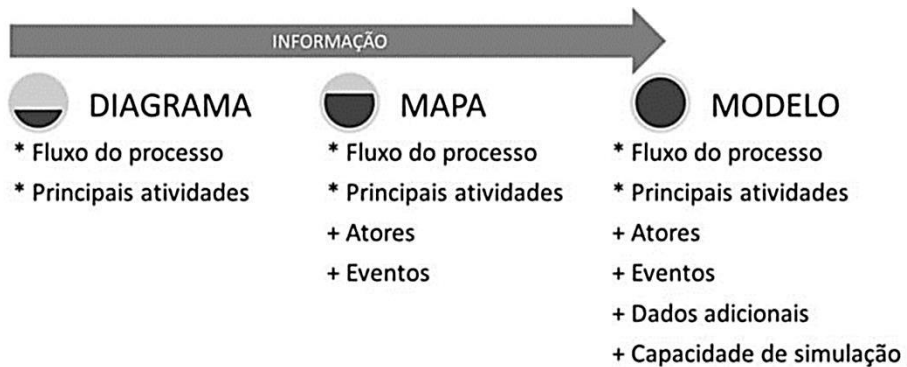 INFORMAÇÃO
DIAGRAMA
* Fluxo do processo
* Principais atividades
MAPA
* Fluxo do processo
* Principais atividades
+ Atores
+ Eventos
MODELO
* Fluxo do processo
* Principais atividades
+ Atores
+ Eventos
+ Dados adicionais
+ Capacidade de simulação